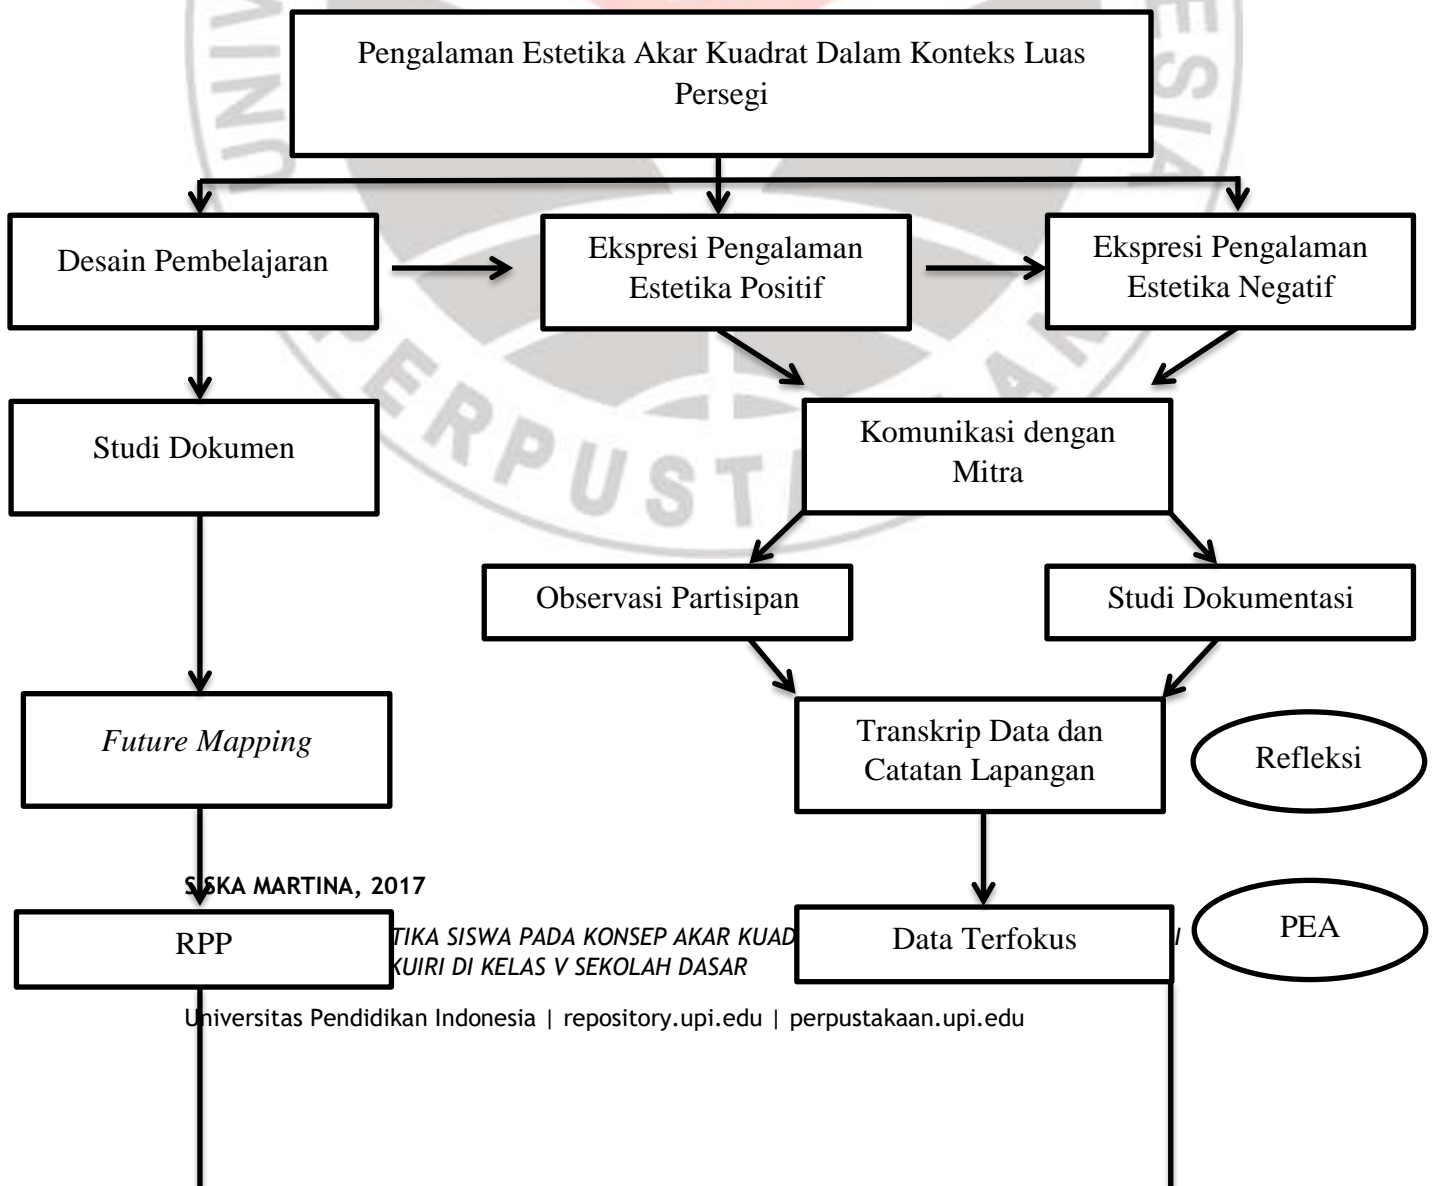 Pengalaman Estetika Akar Kuadrat Dalam Konteks Luas
Persegi
Desain Pembelajaran
Ekspresi Pengalaman
Estetika Positif
Ekspresi Pengalaman
Estetika Negatif
Studi Dokumen
Komunikasi dengan
Mitra
Observasi Partisipan
Studi Dokumentasi
Future Mapping
Transkrip Data dan
Catatan Lapangan
Refleksi
SISKA MARTINA, 2017
RPP
TIKA SISWA PADA KONSEP AKAR KUAD
I
KUIRI DI KELAS V SEKOLAH DASAR
Data Terfokus
PEA
Universitas Pendidikan Indonesia | repository.upi.edu | perpustakaan.upi.edu